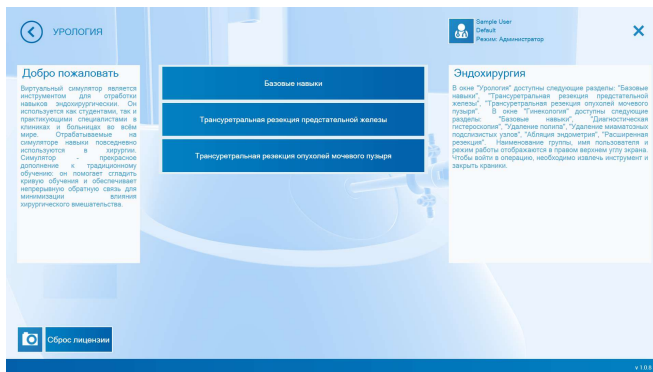 УРОЛОГИЯ
Sample User
Default
Режим: Администратор
Добро пожаловать
Виртуальный симулятор является
инструментом для отработки
навыков эндохирургически. Он
используется как студентами, так и
практикующими специалистами в
клиниках и больницах во всём
мире. Отрабатываемые на
симуляторе навыки повседневно
используются в хирургии.
Симулятор - прекрасное
дополнение к традиционному
обучению: он помогает сгладить
кривую обучения и обеспечивает
непрерывную обратную связь для
минимизации влияния
хирургического вмешательства.
Базовые навыки
Трансуретральная резекция предстательной железы
Трансуретральная резекция опухолей мочевого пузыря
Эндохирургия
В окне "Урология" доступны следующие разделы: "Базовые
навыки", "Трансуретральная резекция предстательной
железы", "Трансуретральная резекция опухолей мочевого
пузыря". В окне "Гинекология" доступны следующие
разделы: "Базовые навыки", "Диагностическая
гистероскопия", "Удаление полипа", "Удаление миаматозных
подслизистых узлов", "Абляция эндометрия", "Расширенная
резекция". Наименование группы, имя пользователя и
режим работы отображаются в правом верхнем углу экрана.
Чтобы войти в операцию, необходимо извлечь инструмент и
закрыть краники.
Сброс лицензии
v 1.0.8